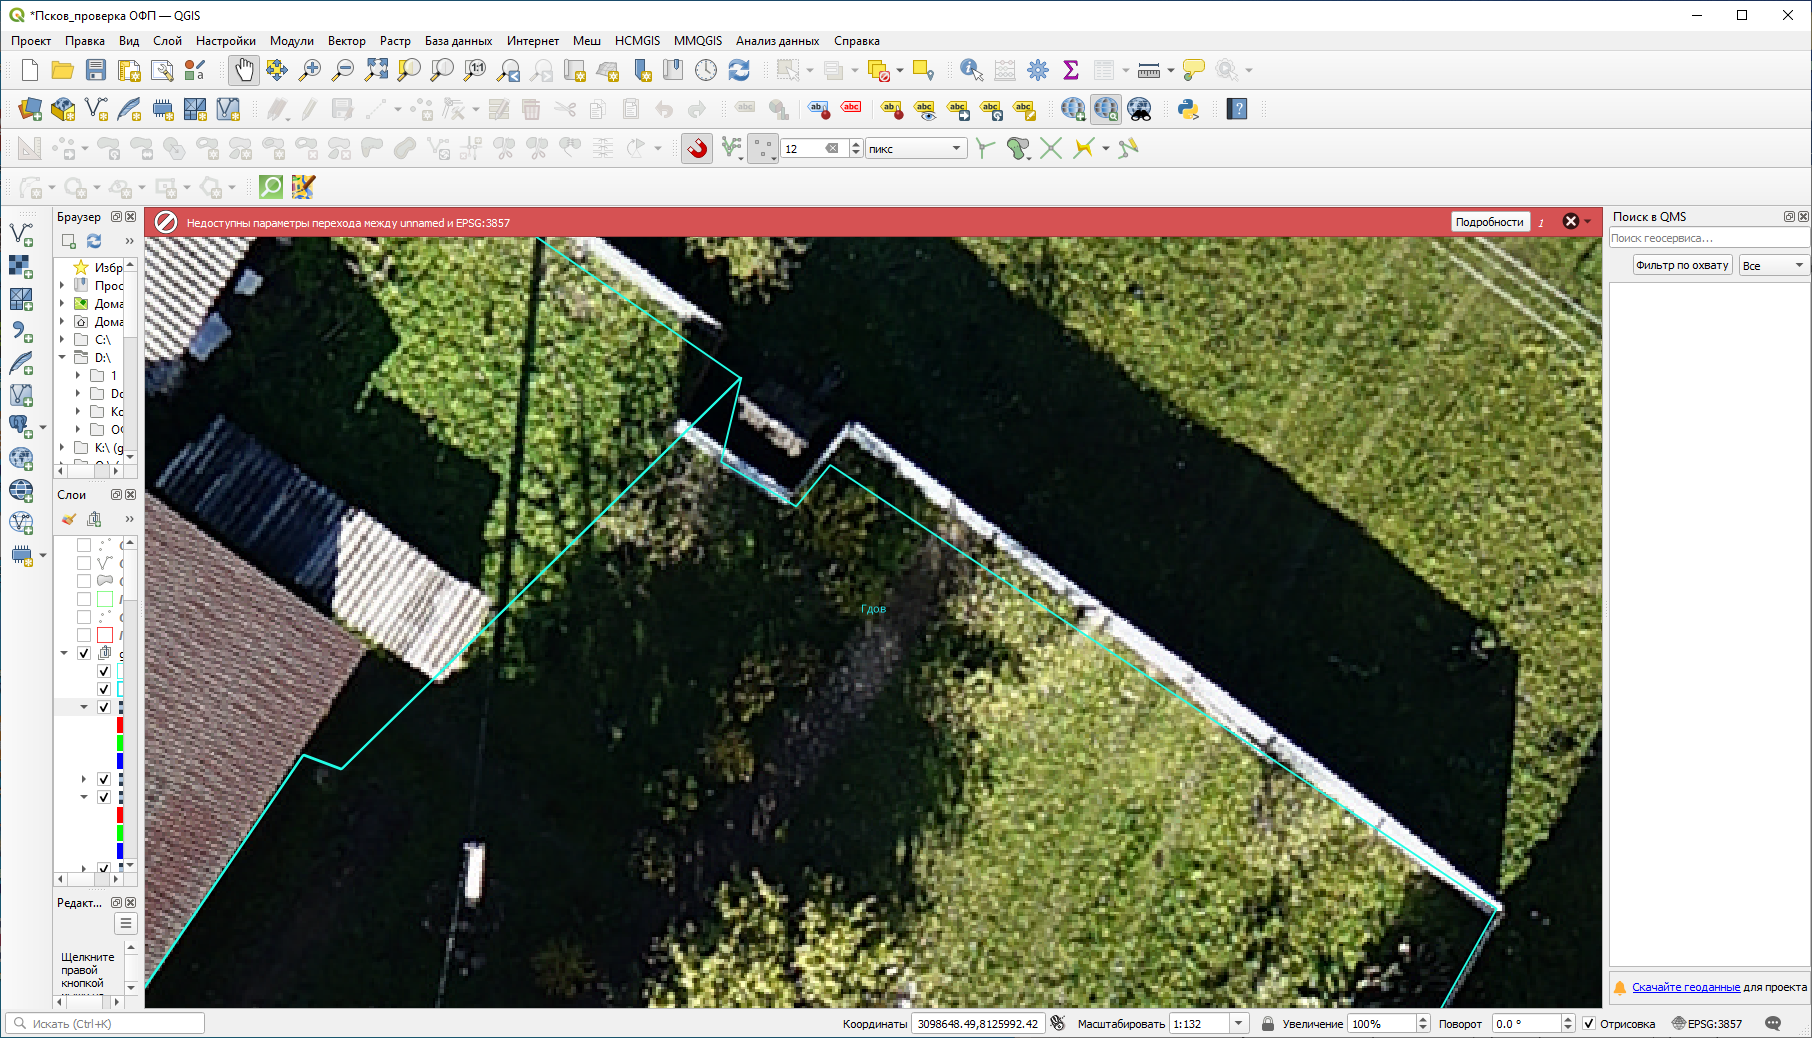 *Псков_проверка ОФП — QGIS
Проект Правка Вид Слой Настройки Модули Вектор Растр База данных Интернет Меш HCMGIS MMQGIS Анализ данных Справка
12 пикс
Браузер
Недоступны параметры перехода между unnamed и EPSG:3857
Подробности 1
Поиск в QMS
Поиск геосервиса...
Фильтр по охвату Все
Избр
Прос
Дома
Дома
C:\
D:\
1
Dc
Кс
K:\ (g
Слои
Гдов
Редакт...
Щелкните
правой
кнопкой
Скачайте геоданные для проекта
Искать (Ctrl+K)
Координаты 3098648.49,8125992.42 Масштабировать 1:132 Увеличение 100% Поворот 0.0 ° Отрисовка EPSG:3857